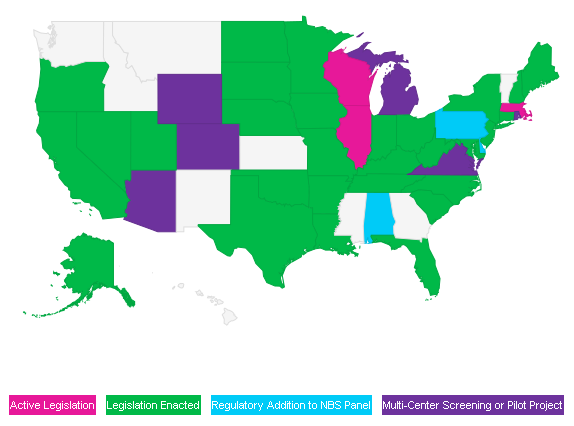 Active Legislation
Legislation Enacted
Regulatory Addition to NBS Panel
Multi-Center Screening or Pilot Project